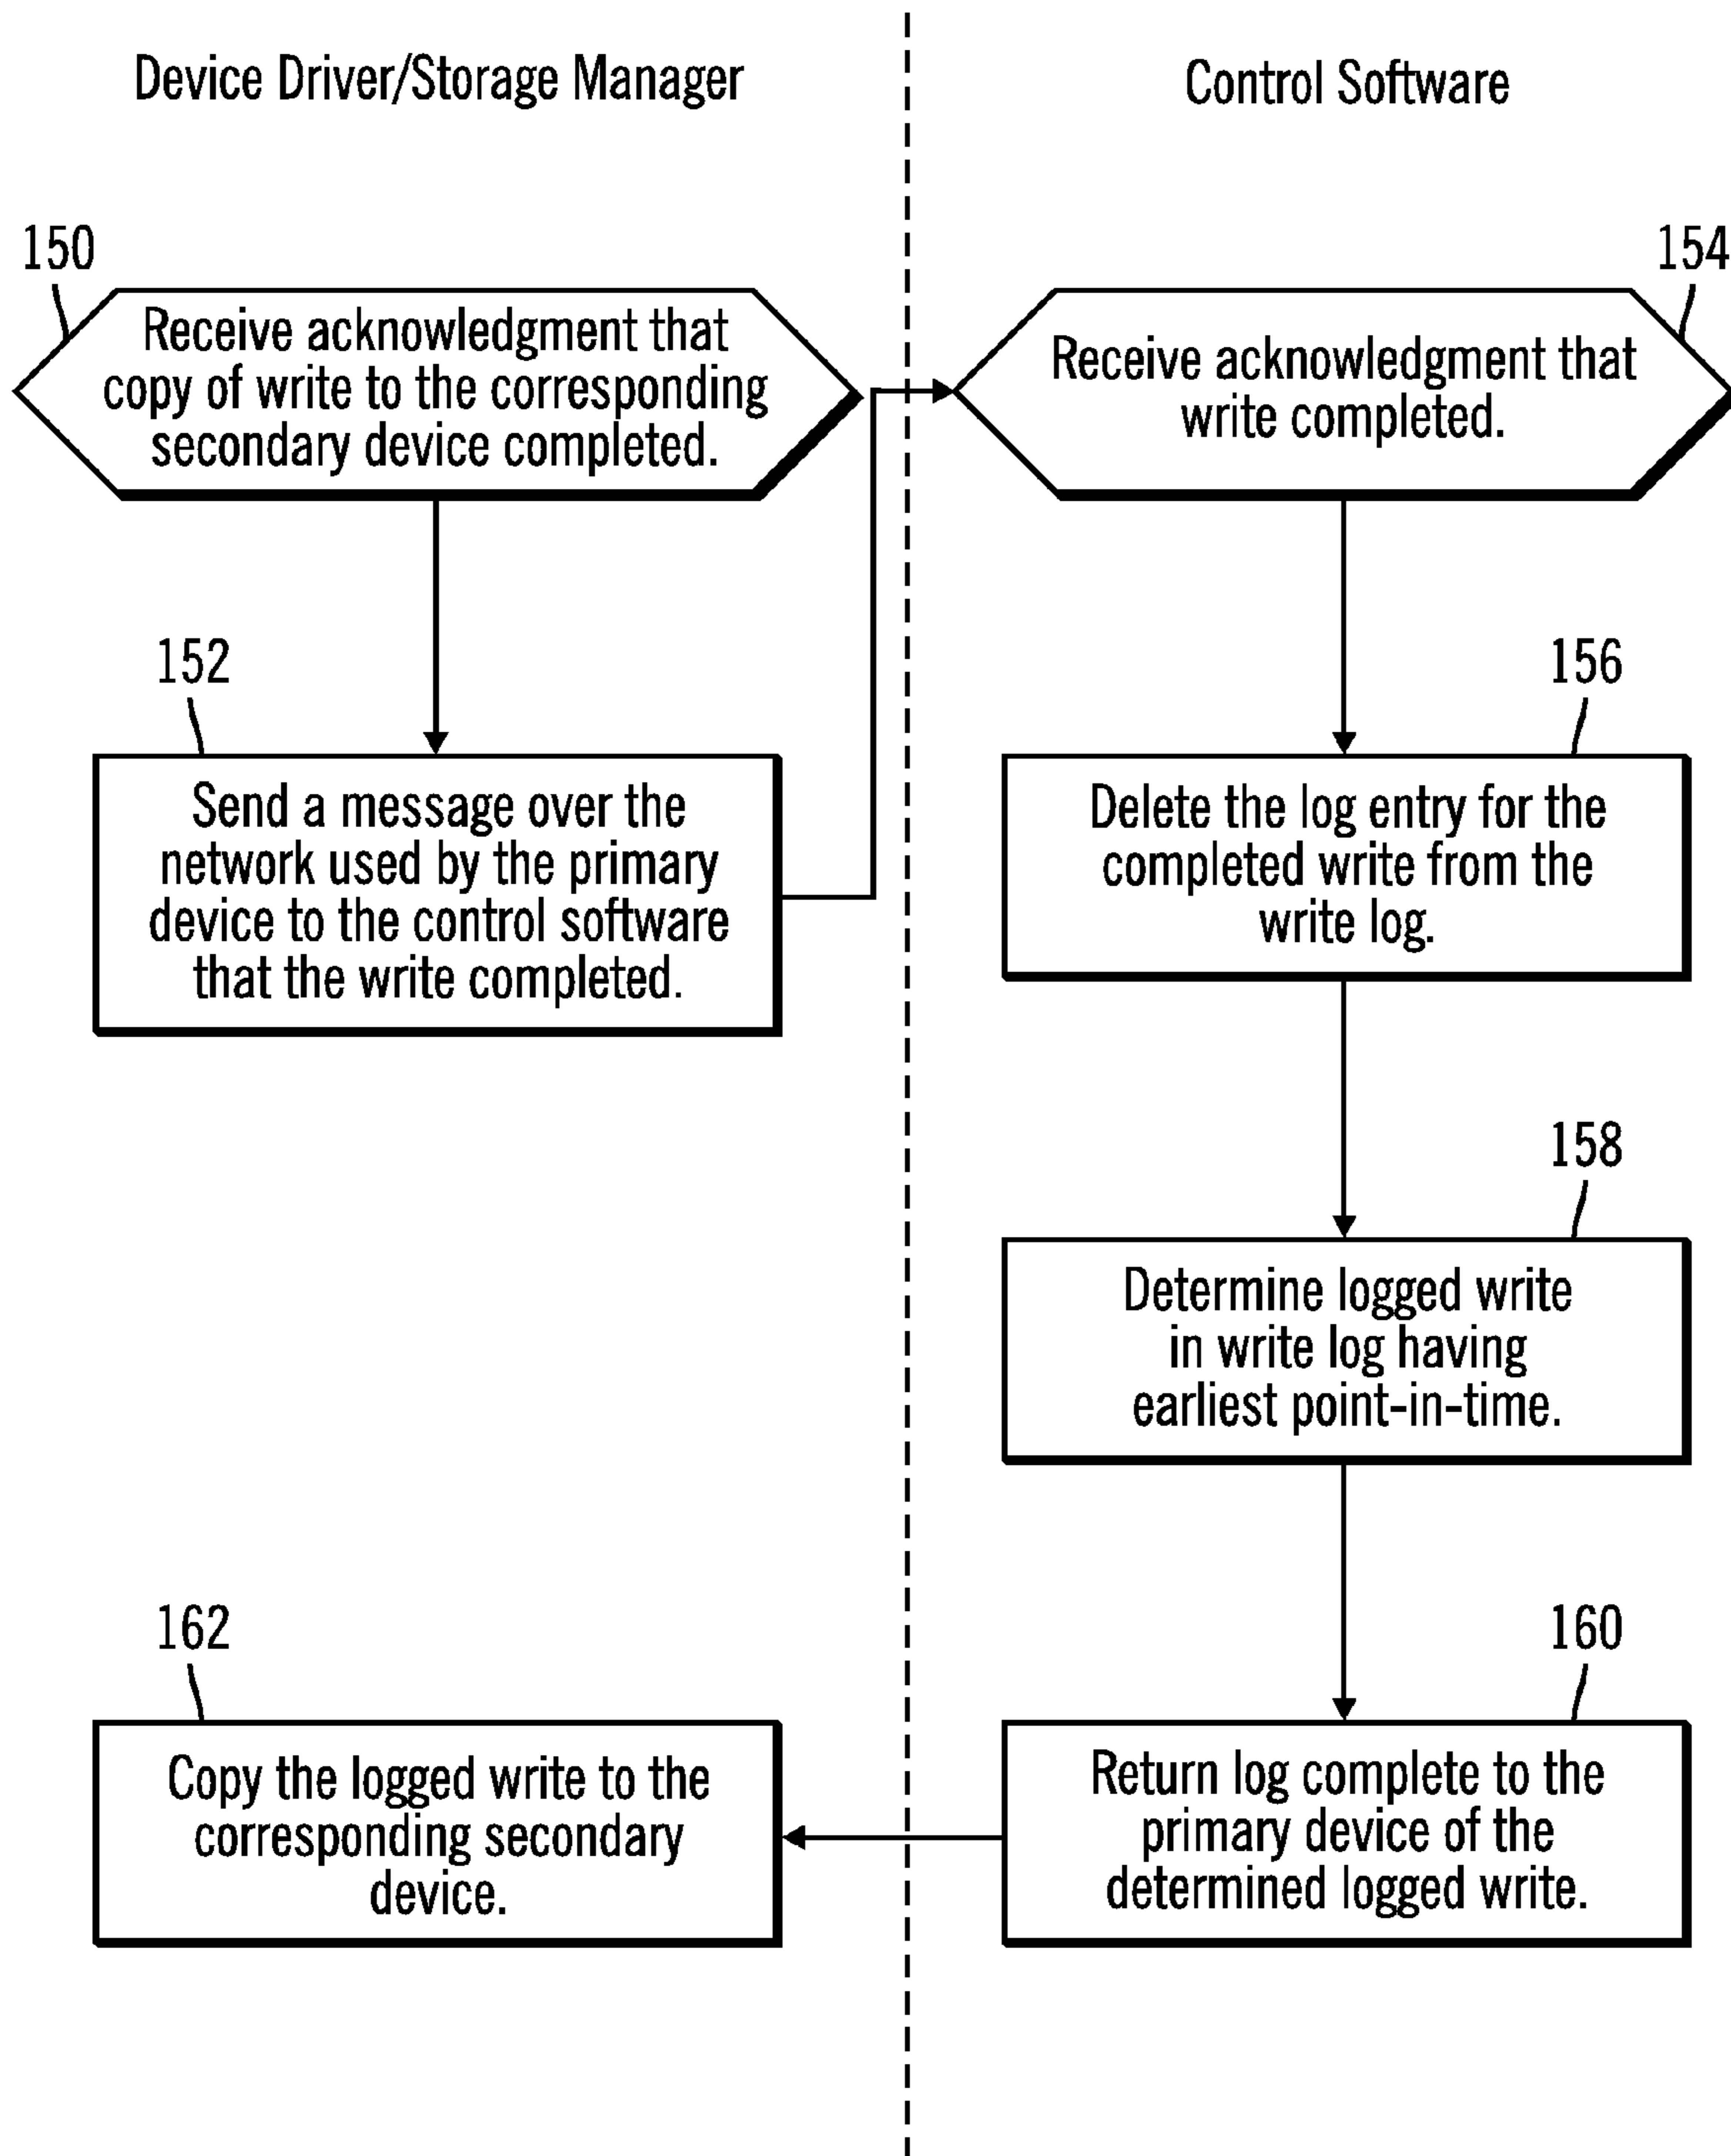 Device Driver/Storage Manager
Control Software
150
Receive acknowledgment that
copy of write to the corresponding
secondary device completed.
154
Receive acknowledgment that
write completed.
152
Send a message over the
network used by the primary
device to the control software
that the write completed.
156
Delete the log entry for the
completed write from the
write log.
158
Determine logged write
in write log having
earliest point-in-time.
160
Return log complete to the
primary device of the
determined logged write.
162
Copy the logged write to the
corresponding secondary
device.